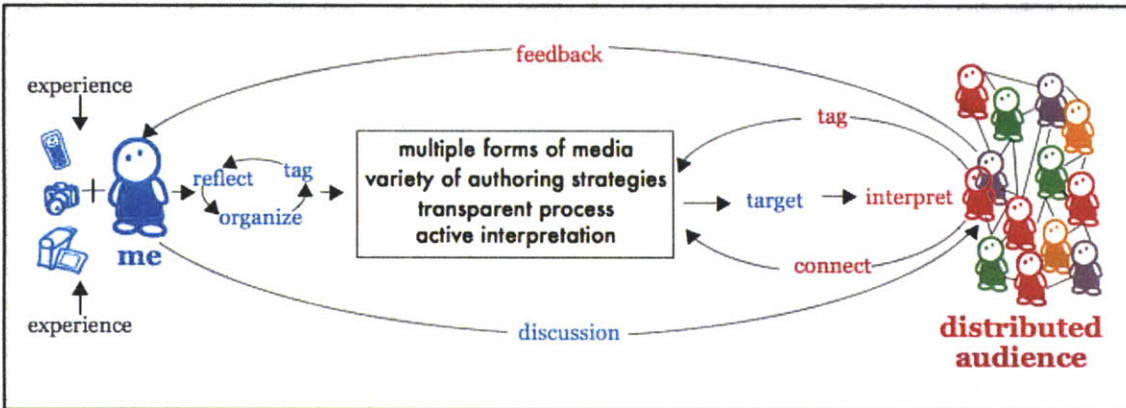 feedback
experience
tag
multiple forms of media
variety of authoring strategies
transparent process
active interpretation
reflect
tag
organize
target
interpret
me
connect
experience
discussion
distributed
audience